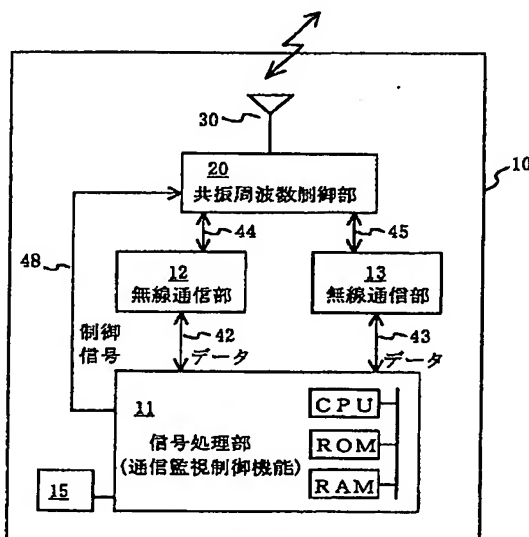 30
10
20
共振周波数制御部
48
44
45
12
無線通信部
13
無線通信部
制御
信号
42
データ
43
データ
11
信号処理部
(通信監視制御機能)
CPU
ROM
RAM
15